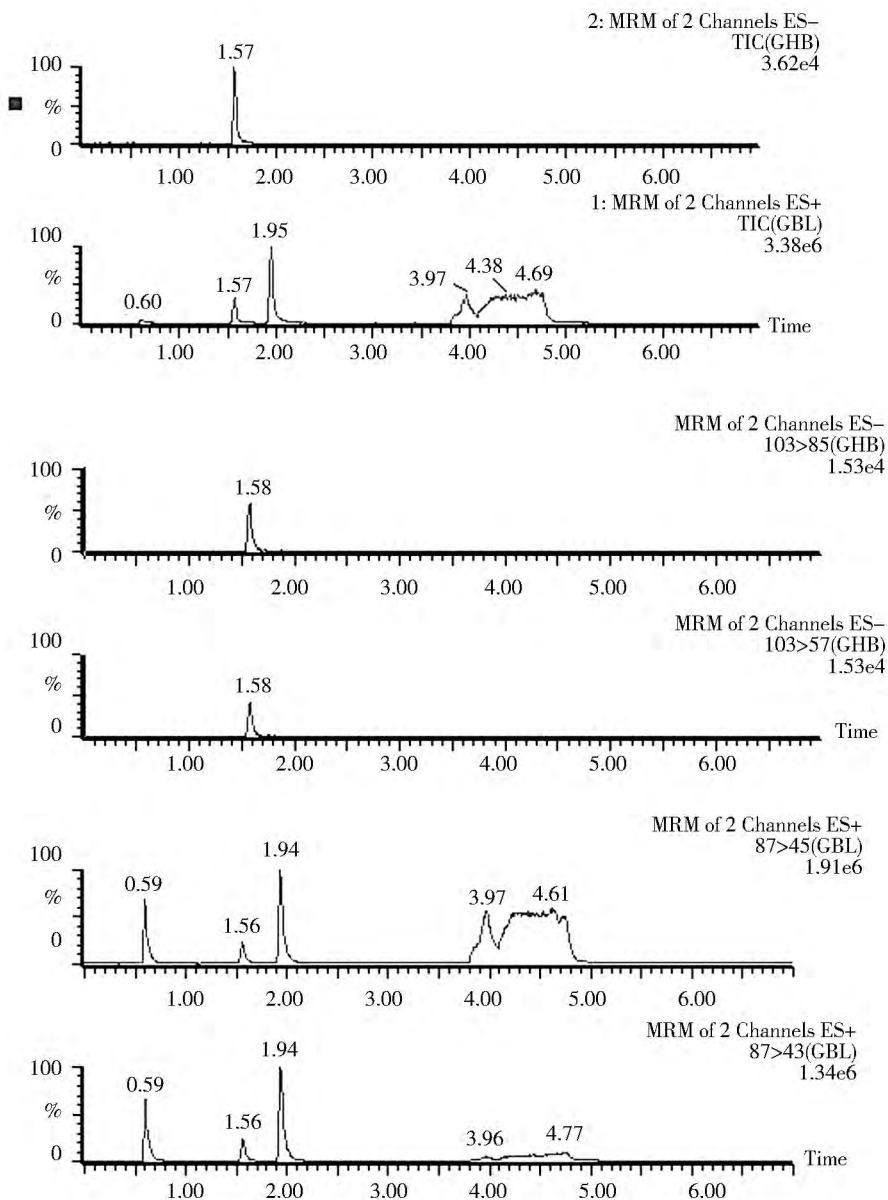 2: MRM of 2 Channels ES–
TIC(GHB)
3.62e4
1.57
100
%
0
1.00 2.00 3.00 4.00 5.00 6.00
1: MRM of 2 Channels ES+
TIC(GBL)
3.38e6
1.95
100
%
0.60 1.57 3.97 4.38 4.69
0
Time
1.00 2.00 3.00 4.00 5.00 6.00
MRM of 2 Channels ES–
103>85(GHB)
1.53e4
100
1.58
%
0
1.00 2.00 3.00 4.00 5.00 6.00
MRM of 2 Channels ES–
103>57(GHB)
1.53e4
100
1.58
%
0
Time
1.00 2.00 3.00 4.00 5.00 6.00
MRM of 2 Channels ES+
87>45(GBL)
1.91e6
100
1.94
0.59
%
1.56 3.97 4.61
0
1.00 2.00 3.00 4.00 5.00 6.00
MRM of 2 Channels ES+
87>43(GBL)
1.34e6
100
1.94
0.59
%
1.56 3.96 4.77
0
Time
1.00 2.00 3.00 4.00 5.00 6.00